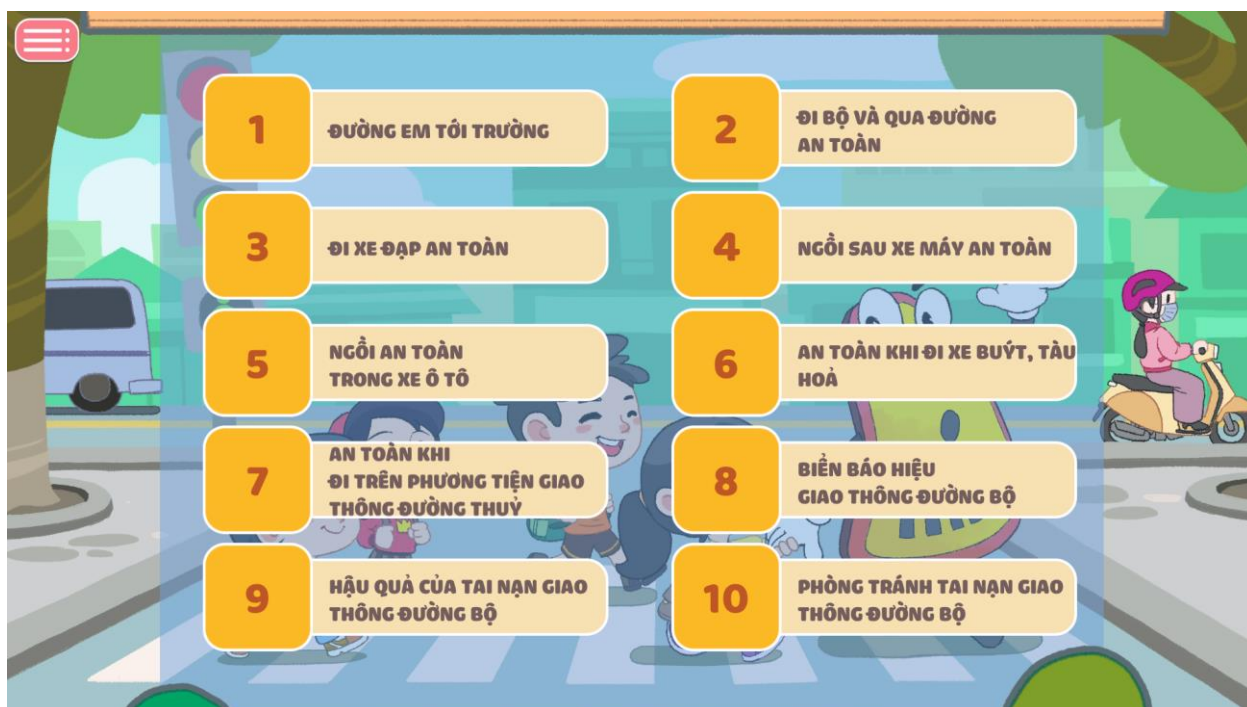 1
ĐƯỜNG EM TỚI TRƯỜNG
2
ĐI BỘ VÀ QUA ĐƯỜNG
AN TOÀN
3
ĐI XE ĐẠP AN TOÀN
4
NGỒI SAU XE MÁY AN TOÀN
5
NGỒI AN TOÀN
TRONG XE Ô TÔ
6
AN TOÀN KHI ĐI XE BUÝT, TÀU
HOẢ
7
AN TOÀN KHI
ĐI TRÊN PHƯƠNG TIỆN GIAO
THÔNG ĐƯỜNG THUỶ
8
BIỂN BÁO HIỆU
GIAO THÔNG ĐƯỜNG BỘ
9
HẬU QUẢ CỦA TAI NẠN GIAO
THÔNG ĐƯỜNG BỘ
10
PHÒNG TRÁNH TAI NẠN GIAO
THÔNG ĐƯỜNG BỘ